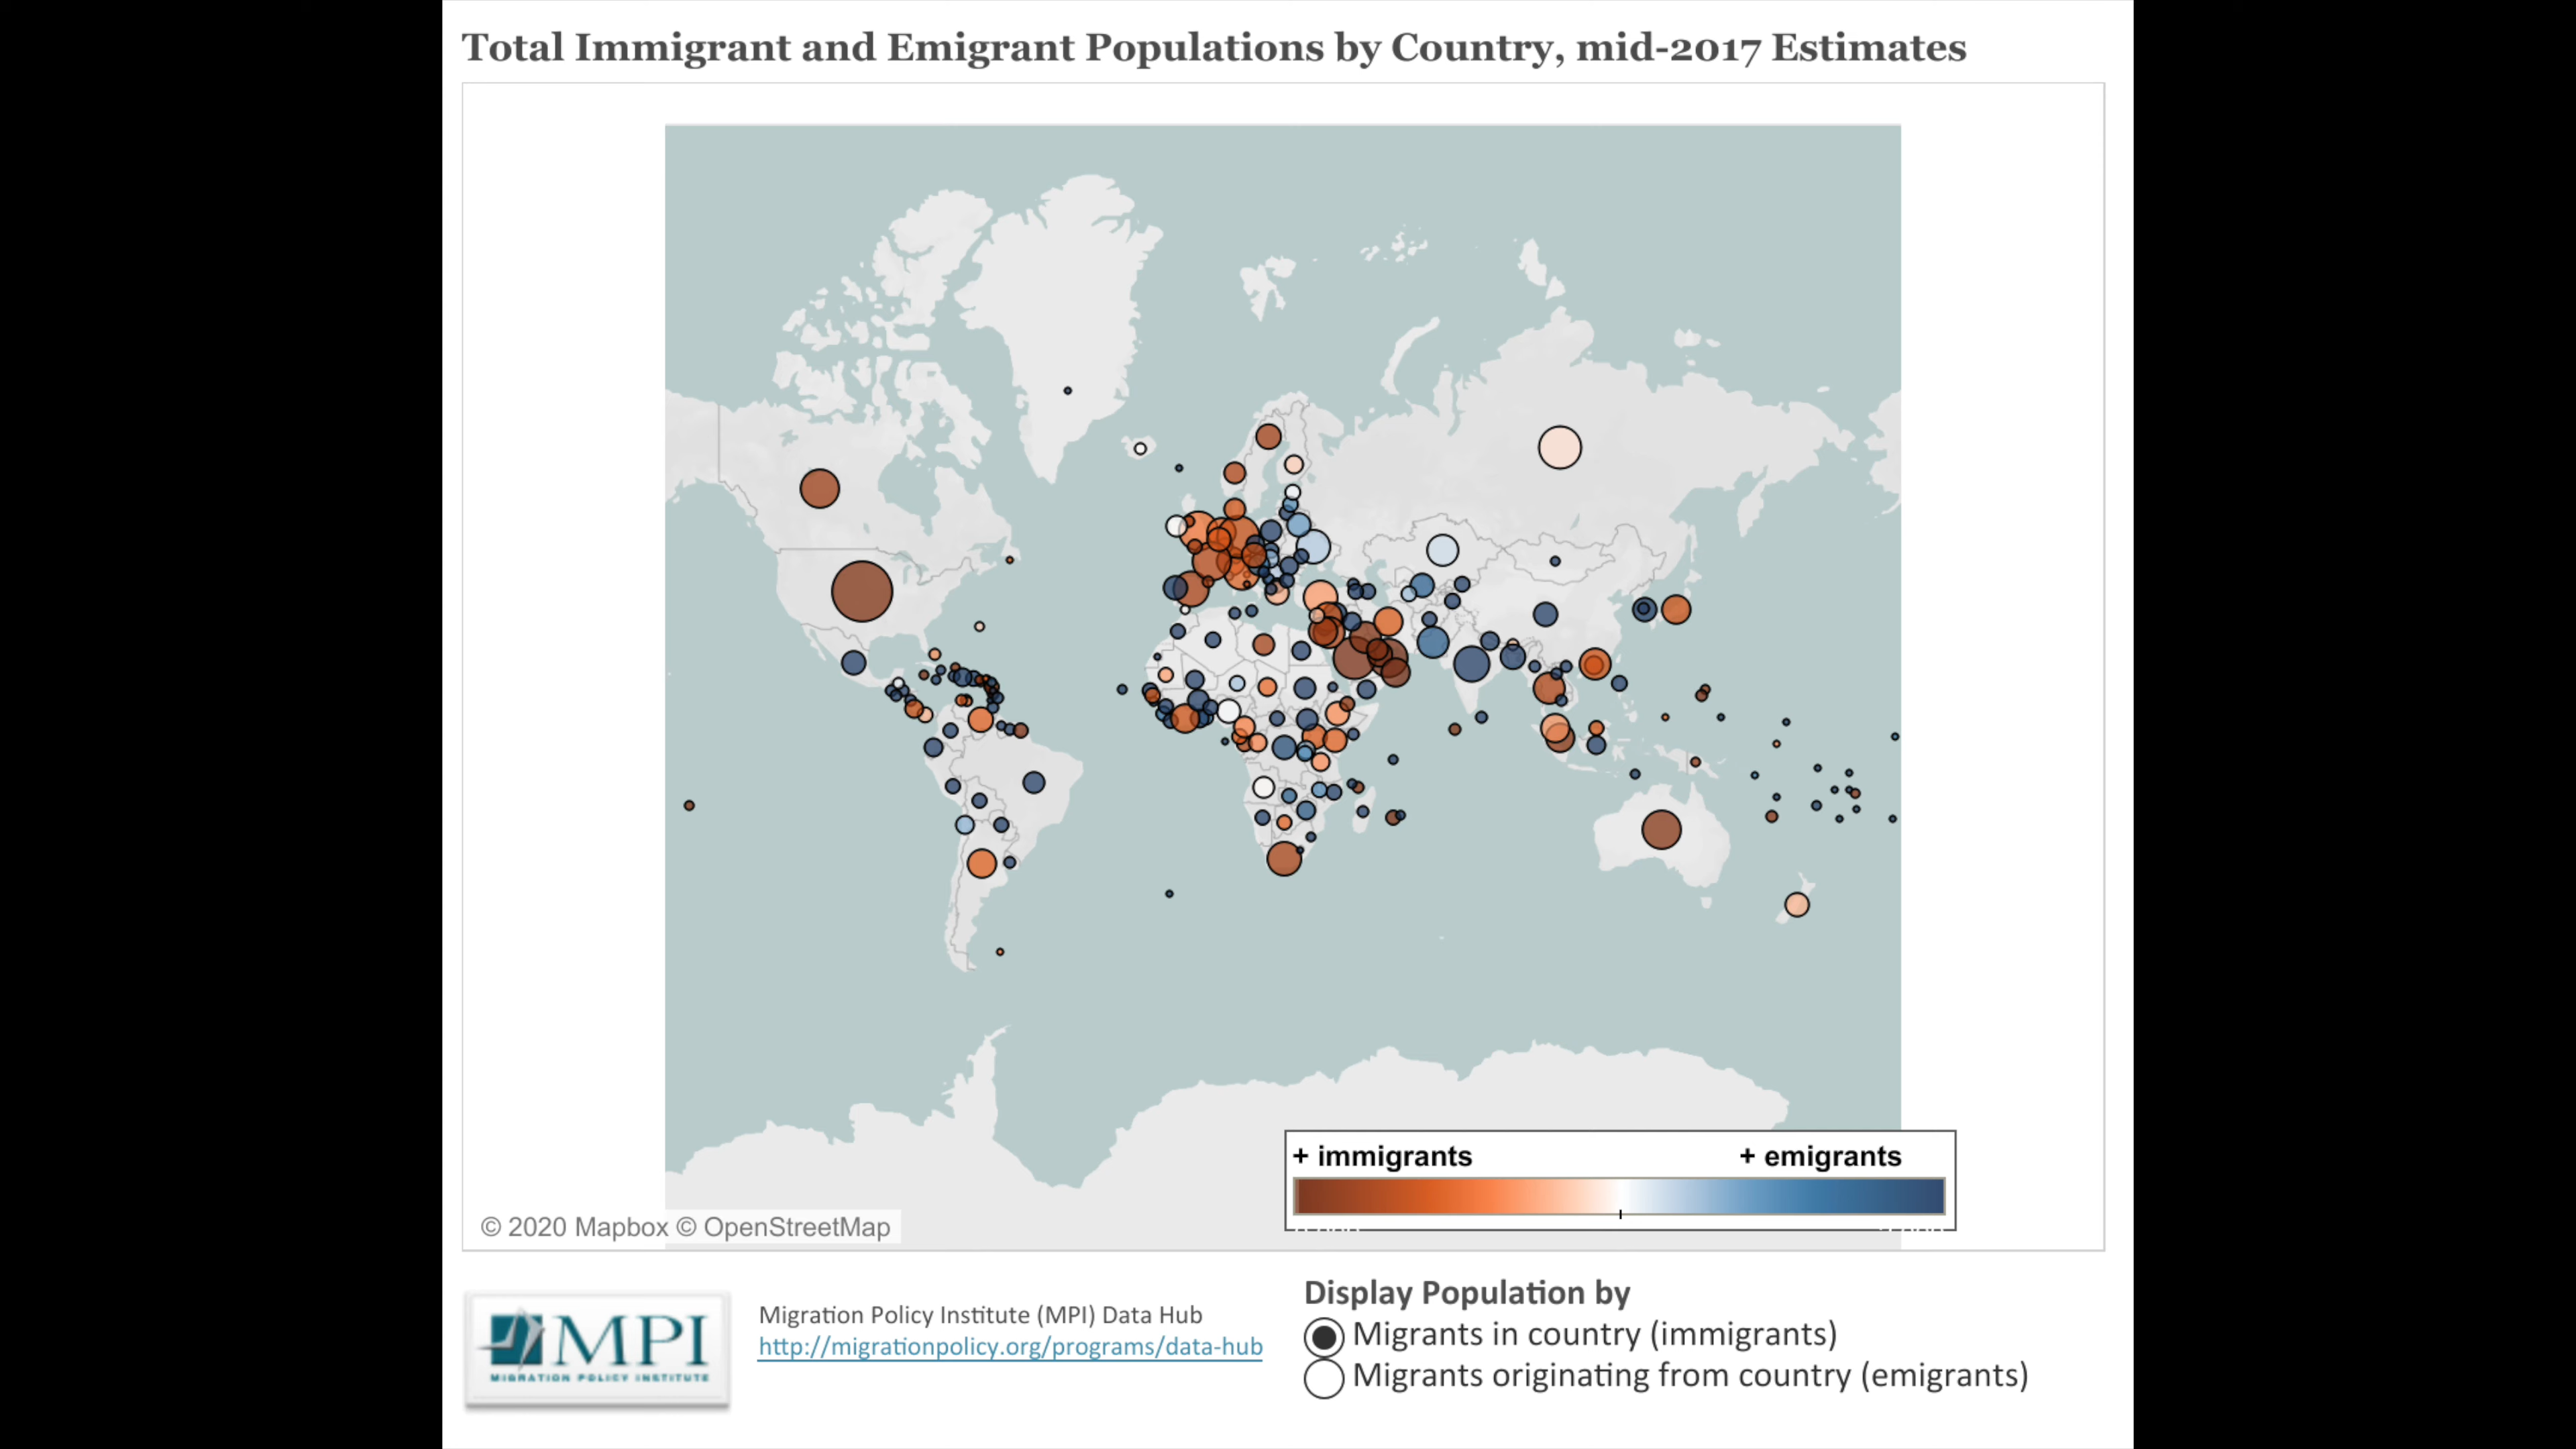 Total Immigrant and Emigrant Populations by Country, mid-2017 Estimates
+ immigrants + emigrants
© 2020 Mapbox © OpenStreetMap
MPI
MIGRATION POLICY INSTITUTE
Migration Policy Institute (MPI) Data Hub
http://migrationpolicy.org/programs/data-hub
Display Population by
Migrants in country (immigrants)
Migrants originating from country (emigrants)